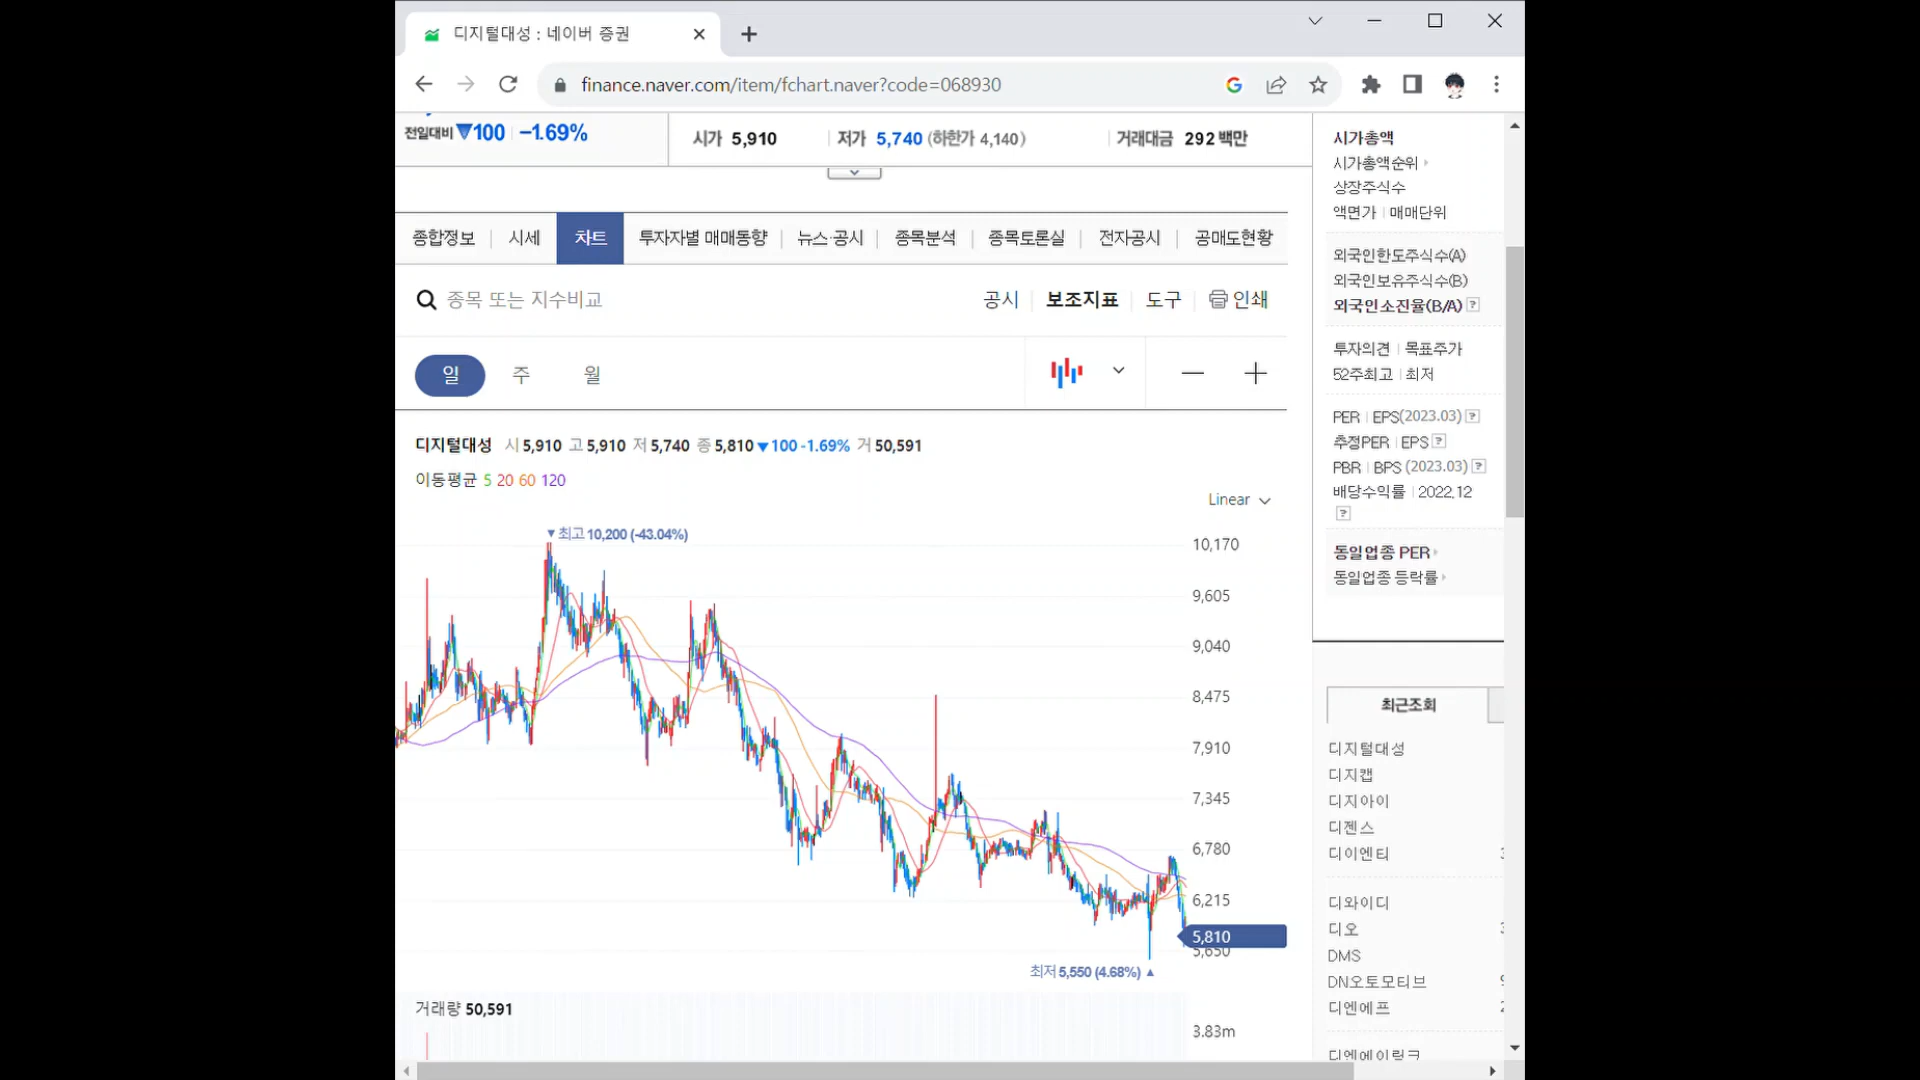 디지털대성 : 네이버 증권
finance.naver.com/item/fchart.naver?code=068930
전일대비 ▼100 | -1.69%
시가 5,910 | 저가 5,740 (하한가 4,140) | 거래대금 292 백만
종합정보 | 시세 차트 투자자별 매매동향 | 뉴스·공시 | 종목분석 | 종목토론실 | 전자공시 | 공매도현황
종목 또는 지수비교
공시 보조지표 도구 인쇄
일 주 월
디지털대성 시 5,910 고 5,910 저 5,740 종 5,810 ▼100 -1.69% 거 50,591
이동평균 5 20 60 120
Linear
▼최고 10,200 (-43.04%)
10,170
9,605
9,040
8,475
7,910
7,345
6,780
6,215
5,810
5,650
최저 5,550 (4.68%) ▲
거래량 50,591
3.83m
시가총액
시가총액순위
상장주식수
액면가 | 매매단위
외국인한도주식수(A)
외국인보유주식수(B)
외국인소진율(B/A) ?
투자의견 | 목표주가
52주최고 | 최저
PER | EPS(2023.03) ?
추정PER | EPS ?
PBR | BPS (2023.03) ?
배당수익률 | 2022.12
?
동일업종 PER
동일업종 등락률
최근조회
디지털대성
디지캡
디지아이
디젠스
디이엔티
디와이디
디오
DMS
DN오토모티브
디엔에프
디엔에이링크